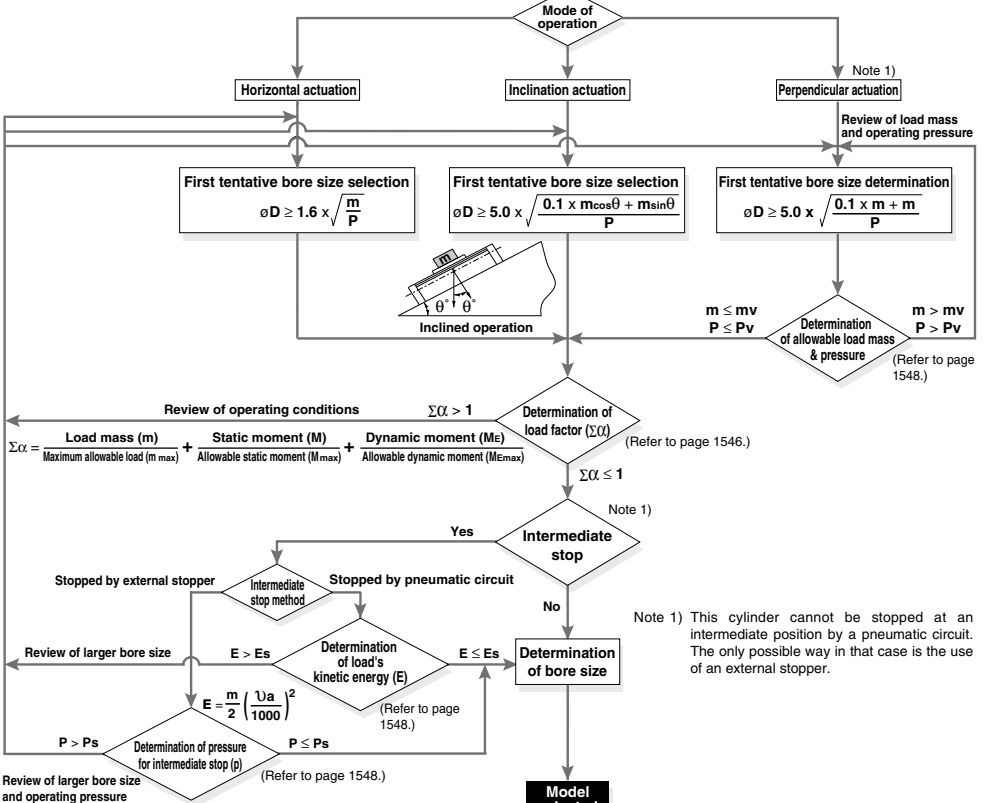 Mode of
operation
Note 1)
Horizontal actuation
Inclination actuation
Perpendicular actuation
Review of load mass
and operating pressure
First tentative bore size selection
øD ≥ 1.6 x √(m/P)
First tentative bore size selection
øD ≥ 5.0 x √((0.1 x mcosθ + msinθ)/P)
First tentative bore size determination
øD ≥ 5.0 x √((0.1 x m + m)/P)
m
θ° θ°
Inclined operation
m ≤ mv
P ≤ Pv
Determination
of allowable load mass
& pressure
m > mv
P > Pv
(Refer to page
1548.)
Review of operating conditions
Σα > 1
Determination of
load factor (Σα)
(Refer to page 1546.)
Σα = Load mass (m)/Maximum allowable load (m max) + Static moment (M)/Allowable static moment (Mmax) + Dynamic moment (ME)/Allowable dynamic moment (MEmax)
Σα ≤ 1
Note 1)
Yes
Intermediate
stop
Stopped by external stopper
Intermediate
stop method
Stopped by pneumatic circuit
No
Note 1) This cylinder cannot be stopped at an
intermediate position by a pneumatic circuit.
The only possible way in that case is the use
of an external stopper.
Review of larger bore size
E > Es
Determination
of load's
kinetic energy (E)
E ≤ Es
Determination
of bore size
E = m/2 (υa/1000)²
(Refer to page
1548.)
P > Ps
Determination of pressure
for intermediate stop (p)
P ≤ Ps
(Refer to page 1548.)
Review of larger bore size
and operating pressure
Model